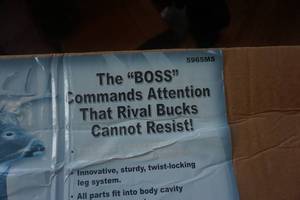 5965MS
The “BOSS”
Commands Attention
That Rival Bucks
Cannot Resist!
• Innovative, sturdy, twist-locking
leg system.
• All parts fit into body cavity